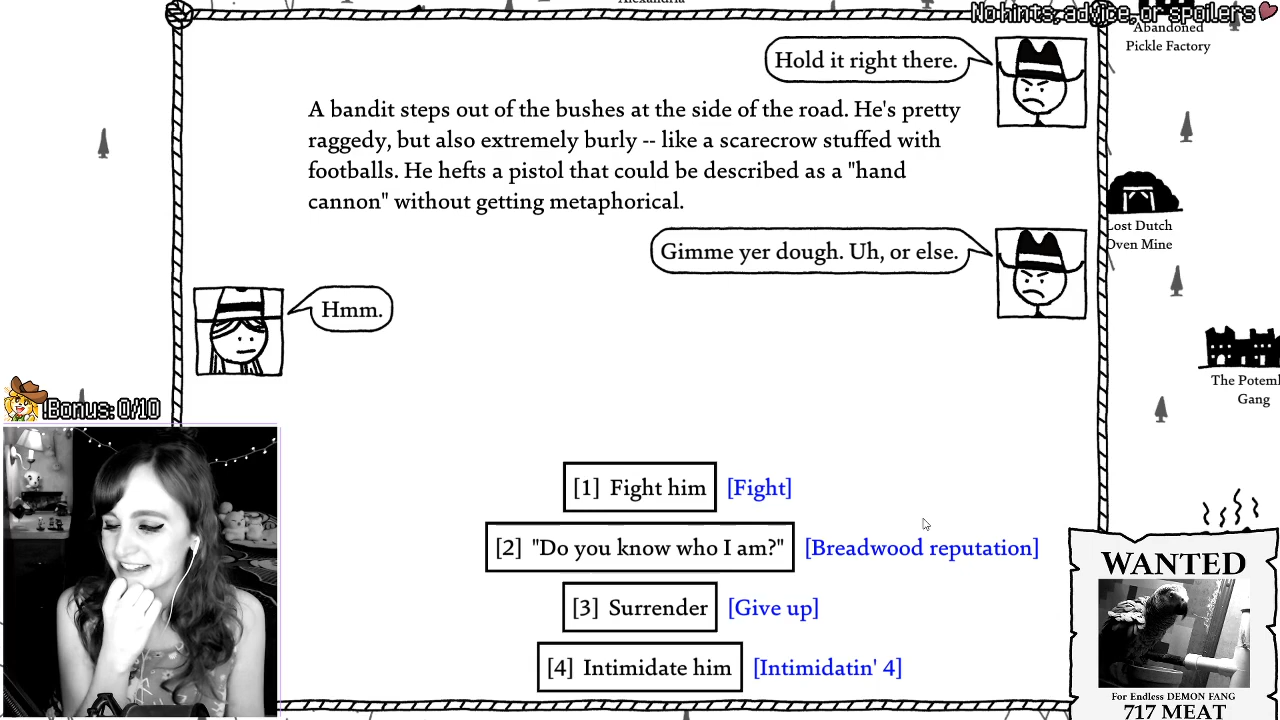 Alexandria
No hints, advice, or spoilers
Abandoned
Pickle Factory
Hold it right there.
A bandit steps out of the bushes at the side of the road. He's pretty
raggedy, but also extremely burly -- like a scarecrow stuffed with
footballs. He hefts a pistol that could be described as a "hand
cannon" without getting metaphorical.
Lost Dutch
Oven Mine
Gimme yer dough. Uh, or else.
Hmm.
The Potem
Gang
!Bonus: 0/10
[1] Fight him [Fight]
[2] "Do you know who I am?" [Breadwood reputation]
[3] Surrender [Give up]
[4] Intimidate him [Intimidatin' 4]
WANTED
For Endless DEMON FANG
717 MEAT